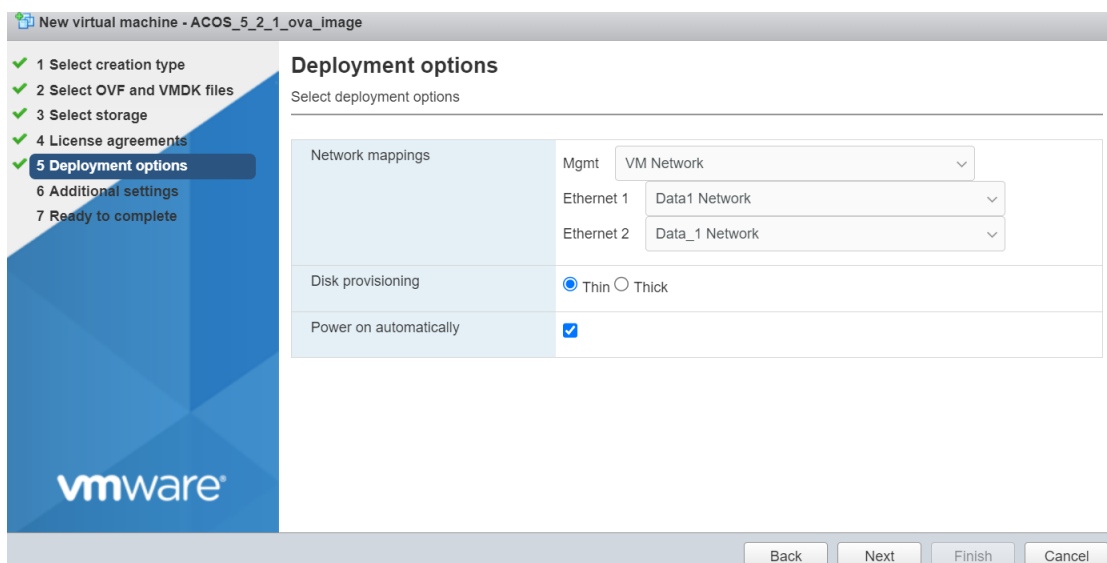 New virtual machine - ACOS_5_2_1_ova_image
1 Select creation type
2 Select OVF and VMDK files
3 Select storage
4 License agreements
5 Deployment options
6 Additional settings
7 Ready to complete
vmware®
Deployment options
Select deployment options
Network mappings
Mgmt VM Network
Ethernet 1 Data1 Network
Ethernet 2 Data_1 Network
Disk provisioning
Thin Thick
Power on automatically
Back Next Finish Cancel